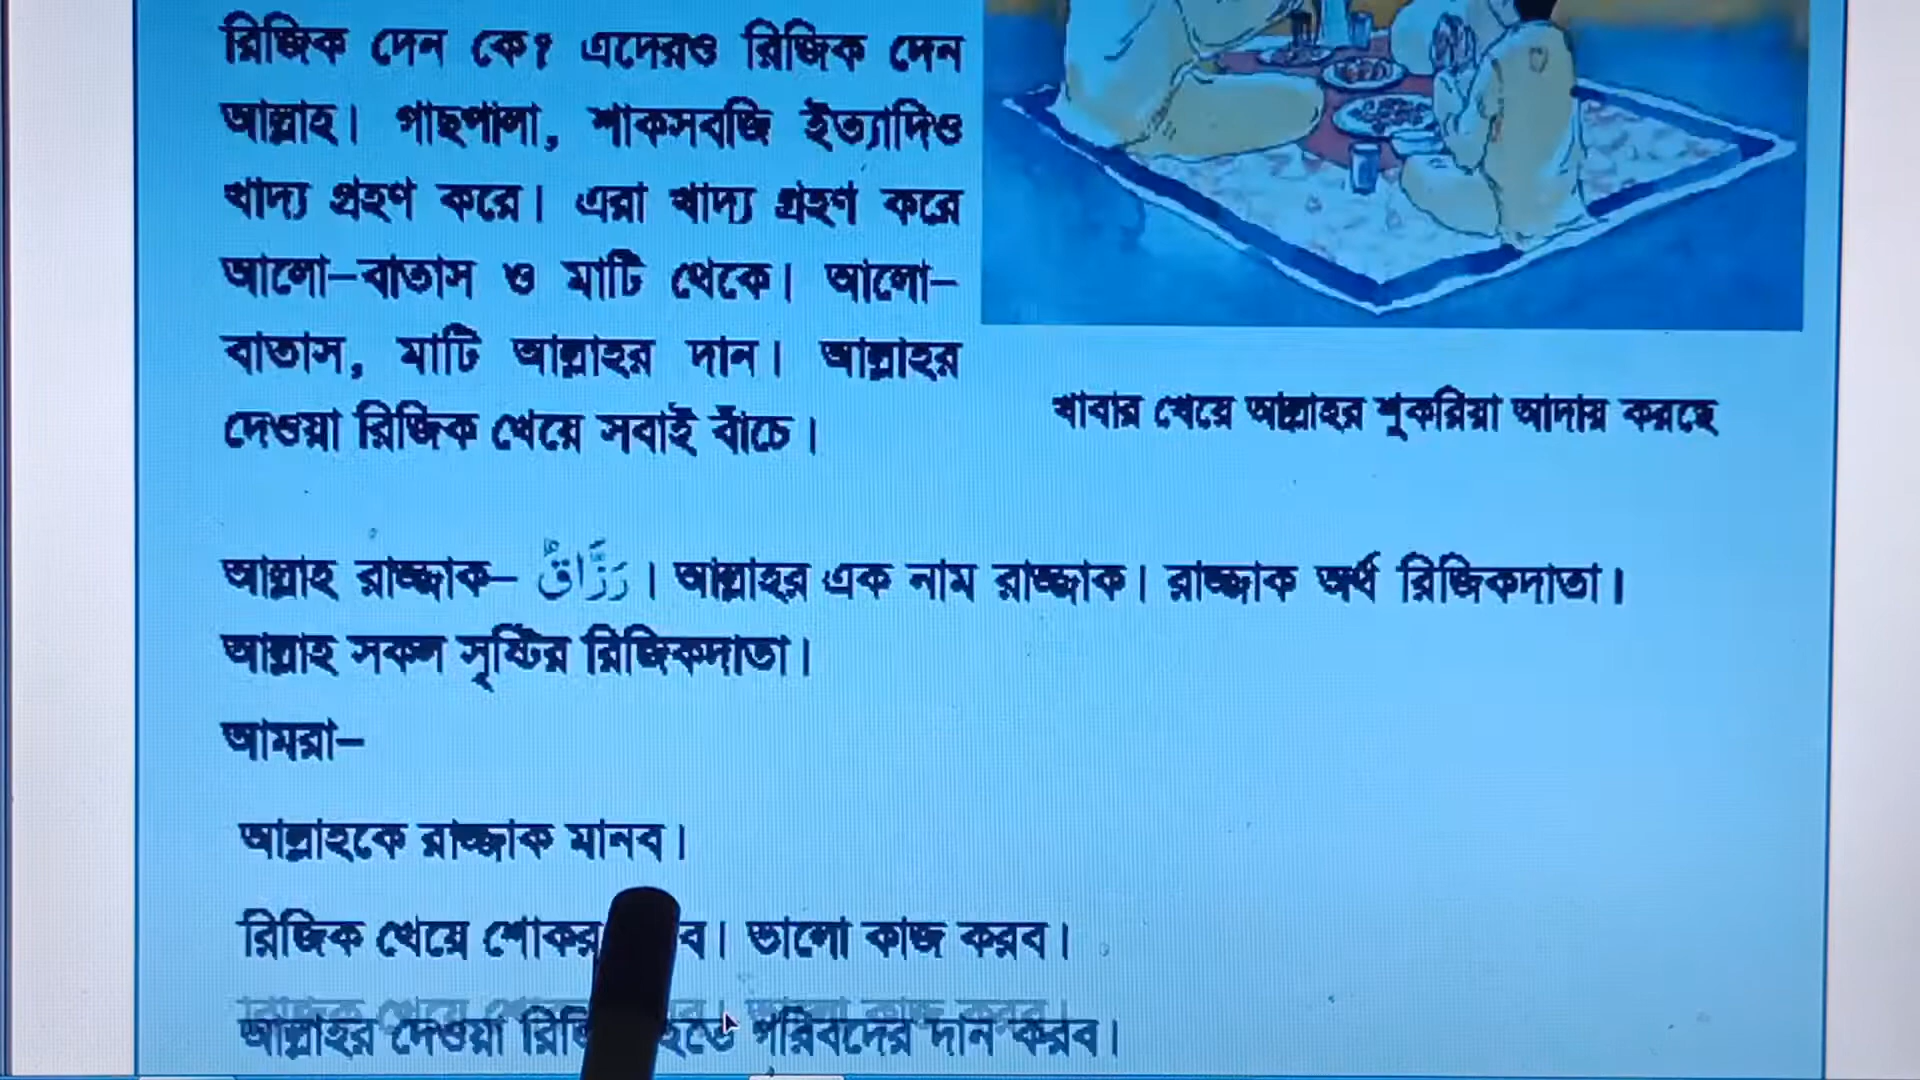 রিজিক দেন কে? এদেরও রিজিক দেন
আল্লাহ। গাছপালা, শাকসবজি ইত্যাদিও
খাদ্য গ্রহণ করে। এরা খাদ্য গ্রহণ করে
আলো-বাতাস ও মাটি থেকে। আলো-
বাতাস, মাটি আল্লাহর দান। আল্লাহর
দেওয়া রিজিক খেয়ে সবাই বাঁচে।
খাবার খেয়ে আল্লাহর শুকরিয়া আদায় করছে
আল্লাহ রাজ্জাক- رَزَّاقٌ। আল্লাহর এক নাম রাজ্জাক। রাজ্জাক অর্থ রিজিকদাতা।
আল্লাহ সকল সৃষ্টির রিজিকদাতা।
আমরা-
আল্লাহকে রাজ্জাক মানব।
রিজিক খেয়ে শোকর ব। ভালো কাজ করব।
আল্লাহর দেওয়া হতে গরিবদের দান করব।